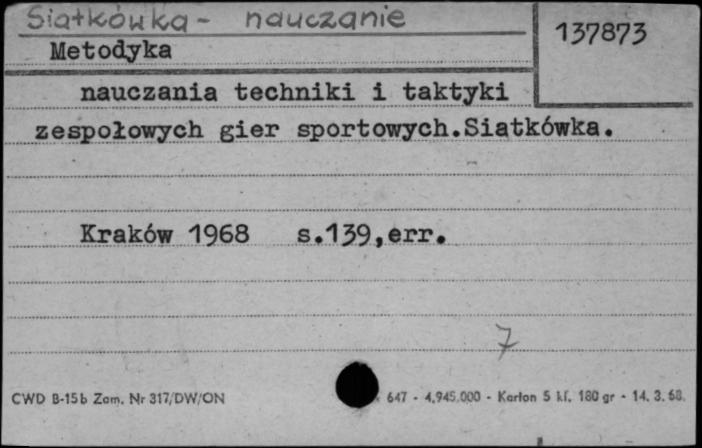 Siatkówka - nauczanie
137873
Metodyka
nauczania techniki i taktyki
zespołowych gier sportowych.Siatkówka.
Kraków 1968 s.139,err.
7
CWD B-15b Zam. Nr 317/DW/ON 647 - 4.945.000 - Karton 5 kl. 180 gr - 14. 3. 68.